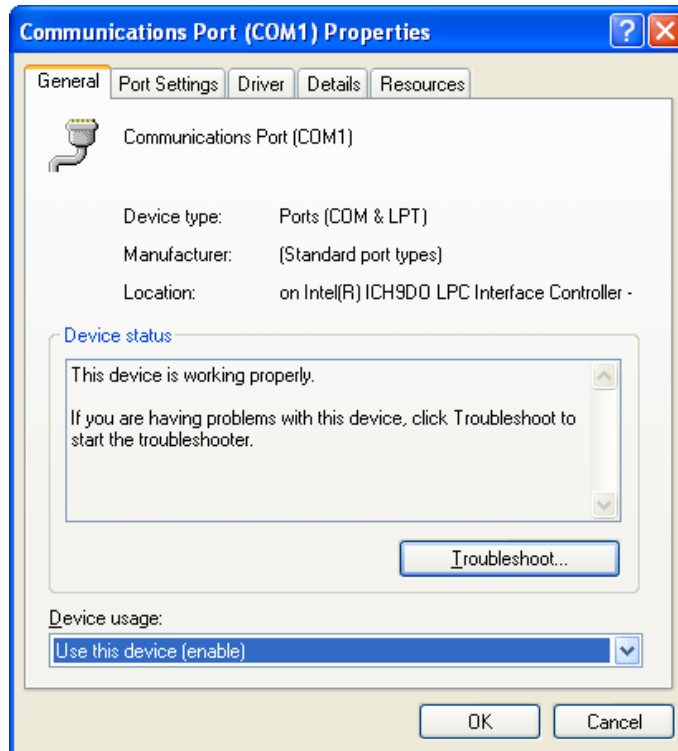 Communications Port (COM1) Properties
General Port Settings Driver Details Resources
Communications Port (COM1)
Device type: Ports (COM & LPT)
Manufacturer: (Standard port types)
Location: on Intel(R) ICH9DO LPC Interface Controller -
Device status
This device is working properly.
If you are having problems with this device, click Troubleshoot to
start the troubleshooter.
Troubleshoot...
Device usage:
Use this device (enable)
OK Cancel